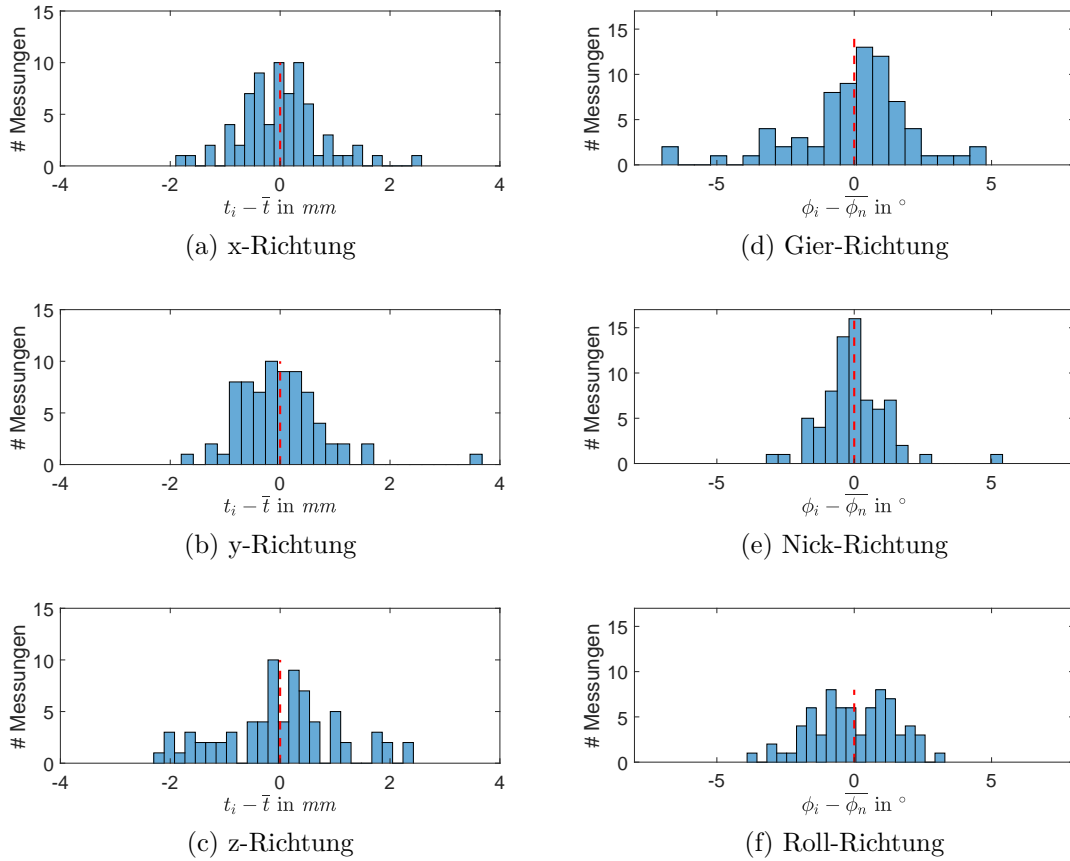 15
10
5
0
# Messungen
-4
-2
0
2
4
t_i − t̅ in mm
(a) x-Richtung
15
10
5
0
# Messungen
-5
0
5
ϕ_i − ϕ_n̅ in °
(d) Gier-Richtung
15
10
5
0
# Messungen
-4
-2
0
2
4
t_i − t̅ in mm
(b) y-Richtung
15
10
5
0
# Messungen
-5
0
5
ϕ_i − ϕ_n̅ in °
(e) Nick-Richtung
15
10
5
0
# Messungen
-4
-2
0
2
4
t_i − t̅ in mm
(c) z-Richtung
15
10
5
0
# Messungen
-5
0
5
ϕ_i − ϕ_n̅ in °
(f) Roll-Richtung